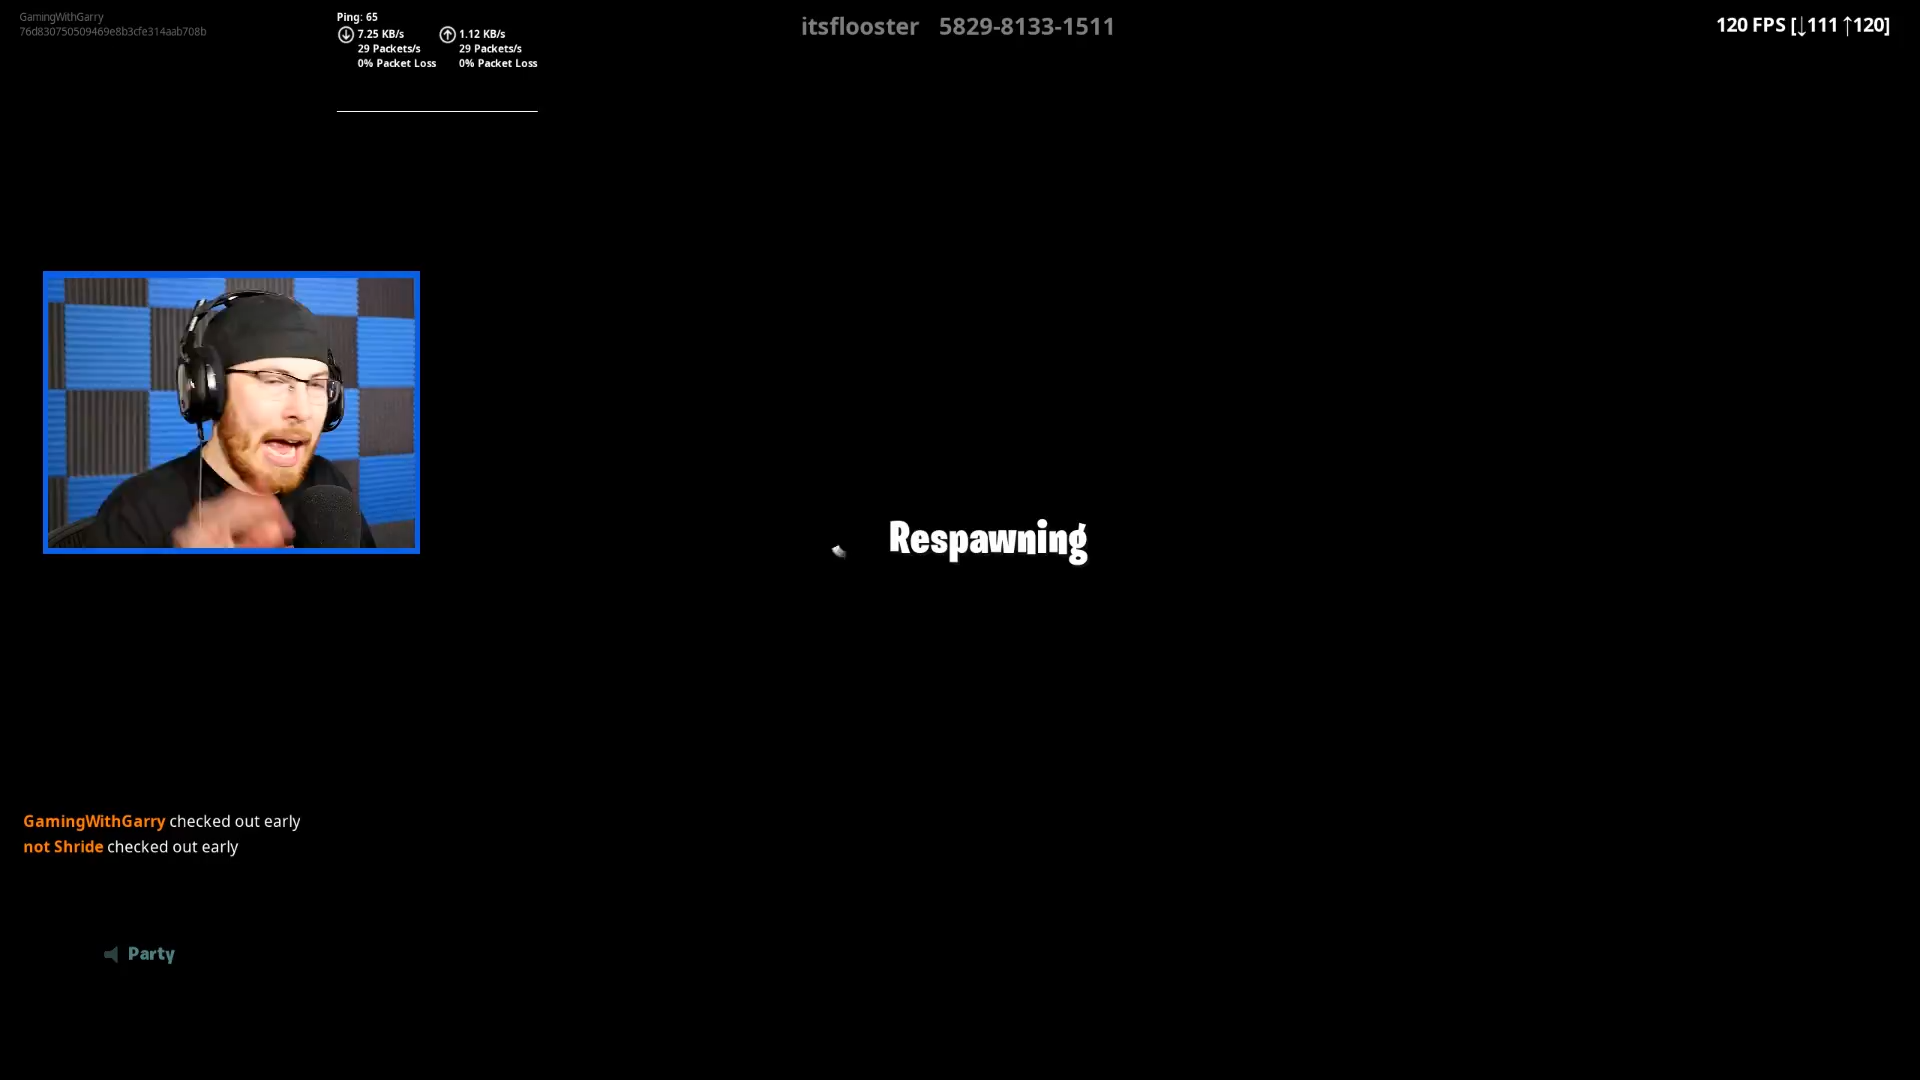 GamingWithGarry
76d830750509469e8b3cfe314aab708b
Ping: 65
7.25 KB/s
1.12 KB/s
29 Packets/s
29 Packets/s
0% Packet Loss
0% Packet Loss
itsflooster 5829-8133-1511
120 FPS [↓111 ↑120]
Respawning
GamingWithGarry checked out early
not Shride checked out early
Party